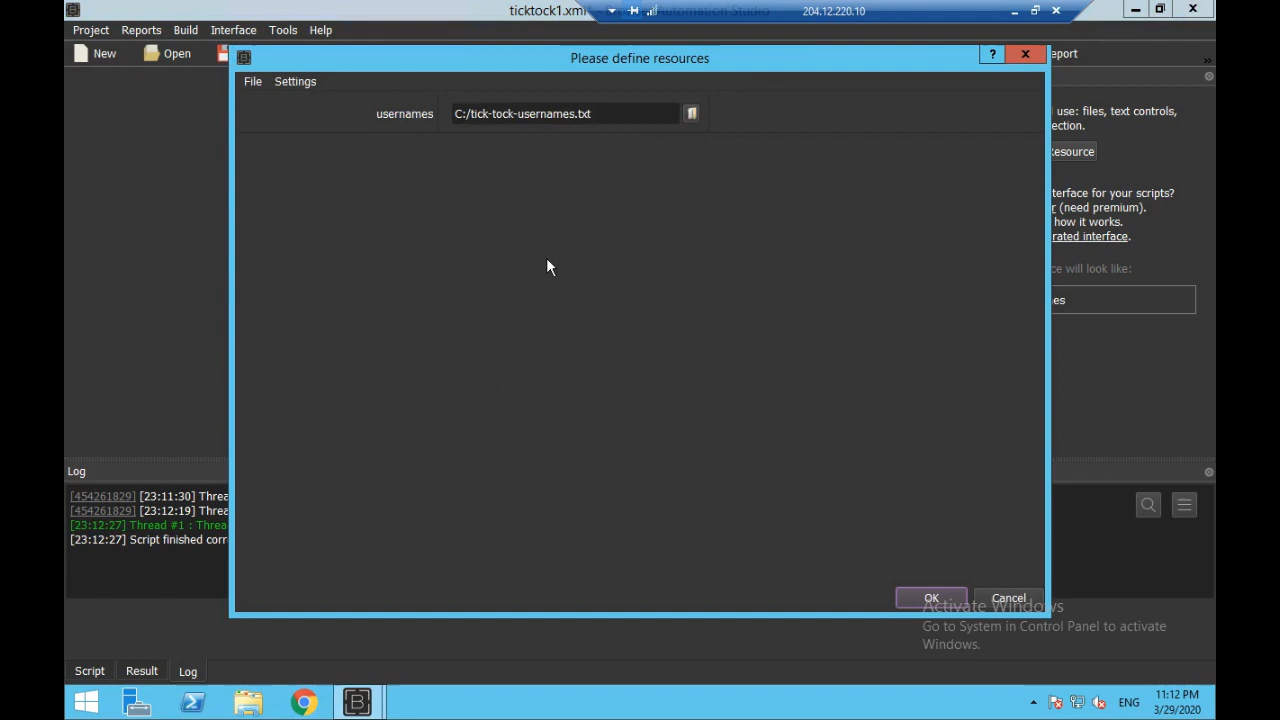 ticktock1.xml
Automation Studio
204.12.220.10
Project Reports Build Interface Tools Help
New Open
eport
Please define resources
File Settings
usernames C:/tick-tock-usernames.txt
use: files, text controls,
ection.
Resource
terface for your scripts?
r (need premium).
how it works.
rated interface.
ce will look like:
es
Log
[454261829] [23:11:30] Threa
[454261829] [23:12:19] Threa
[23:12:27] Thread #1 : Threa
[23:12:27] Script finished corr
OK Cancel
Activate Windows
Go to System in Control Panel to activate
Windows.
Script Result Log
ENG
11:12 PM
3/29/2020